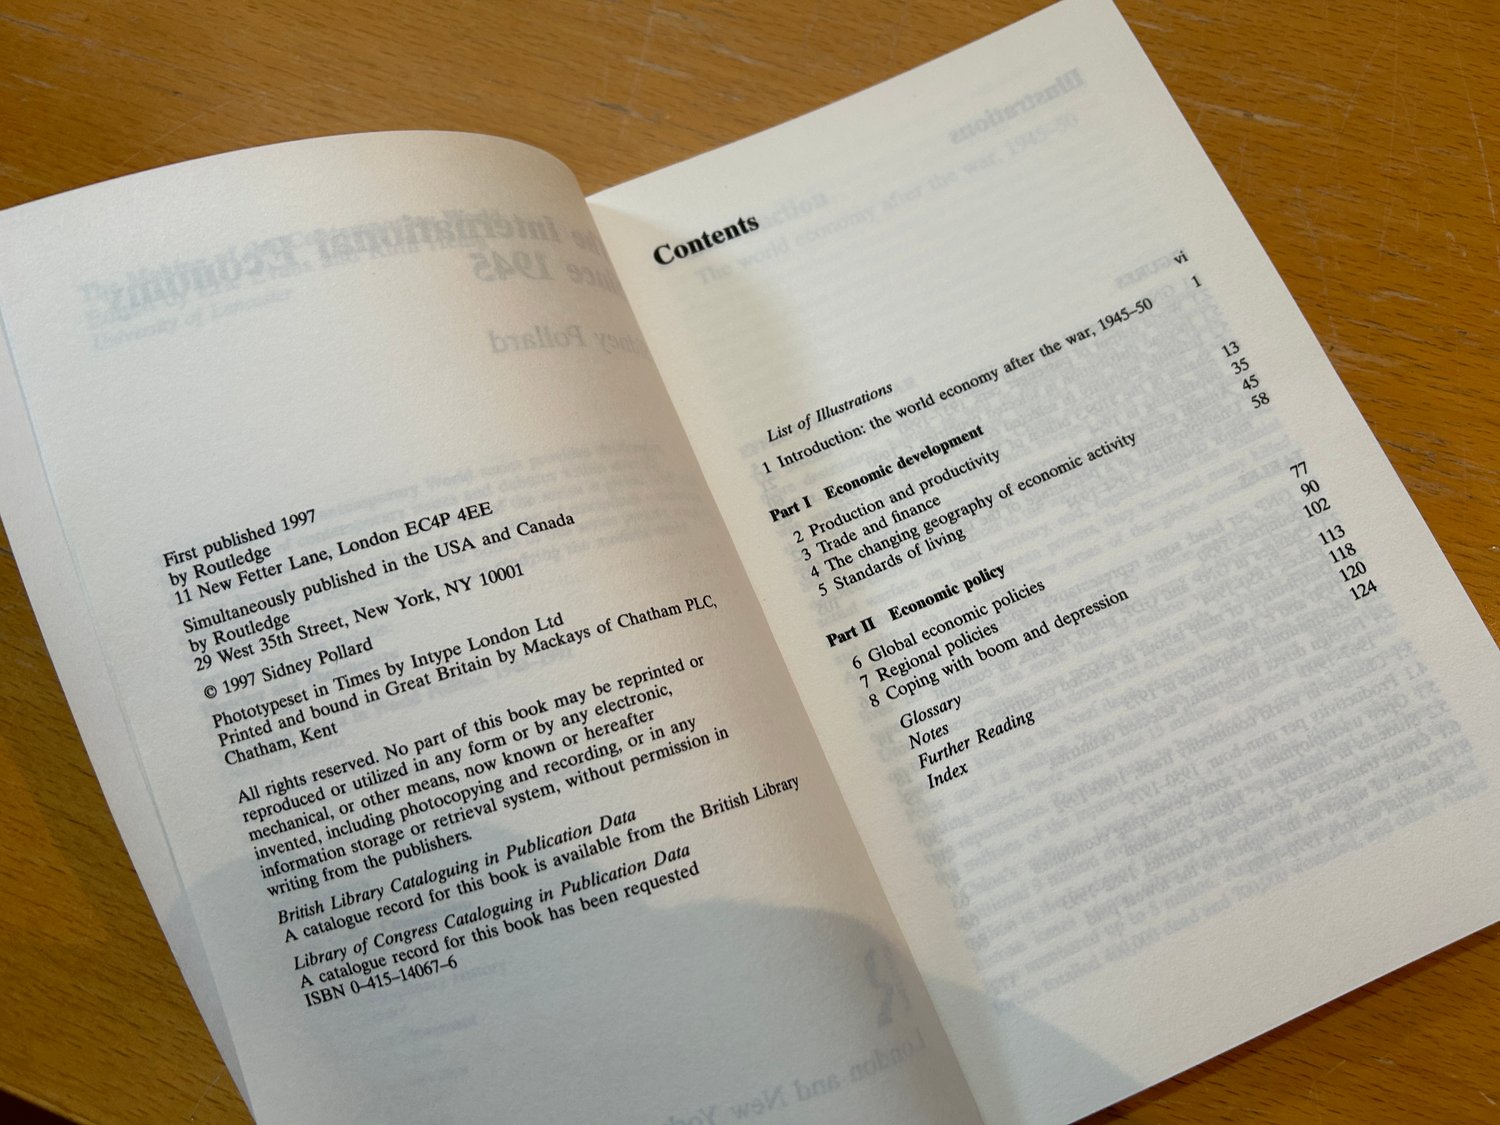 First published 1997
by Routledge
11 New Fetter Lane, London EC4P 4EE
Simultaneously published in the USA and Canada
by Routledge
29 West 35th Street, New York, NY 10001
© 1997 Sidney Pollard
Phototypeset in Times by Intype London Ltd
Printed and bound in Great Britain by Mackays of Chatham PLC,
Chatham, Kent
All rights reserved. No part of this book may be reprinted or
reproduced or utilized in any form or by any electronic,
mechanical, or other means, now known or hereafter
invented, including photocopying and recording, or in any
information storage or retrieval system, without permission in
writing from the publishers.
British Library Cataloguing in Publication Data
A catalogue record for this book is available from the British Library
Library of Congress Cataloguing in Publication Data
A catalogue record for this book has been requested
ISBN 0–415–14067–6
Contents
List of Illustrations vi
1 Introduction: the world economy after the war, 1945–50 1
Part I Economic development
2 Production and productivity 13
3 Trade and finance 35
4 The changing geography of economic activity 45
5 Standards of living 58
Part II Economic policy
6 Global economic policies 77
7 Regional policies 90
8 Coping with boom and depression 102
Glossary 113
Notes 118
Further Reading 120
Index 124